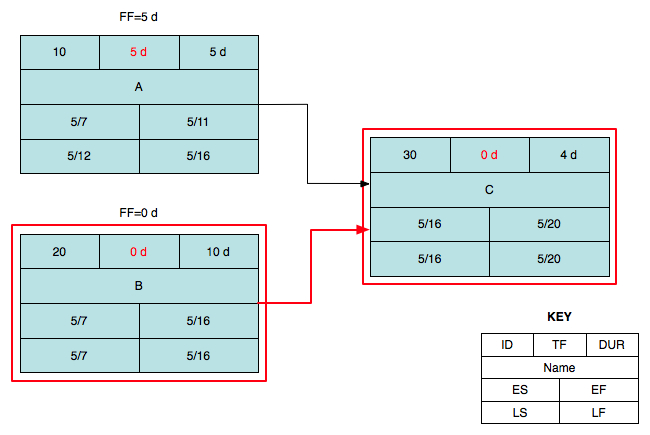 FF=5 d
10 5 d 5 d
A
5/7 5/11
5/12 5/16
FF=0 d
20 0 d 10 d
B
5/7 5/16
5/7 5/16
30 0 d 4 d
C
5/16 5/20
5/16 5/20
KEY
ID TF DUR
Name
ES EF
LS LF